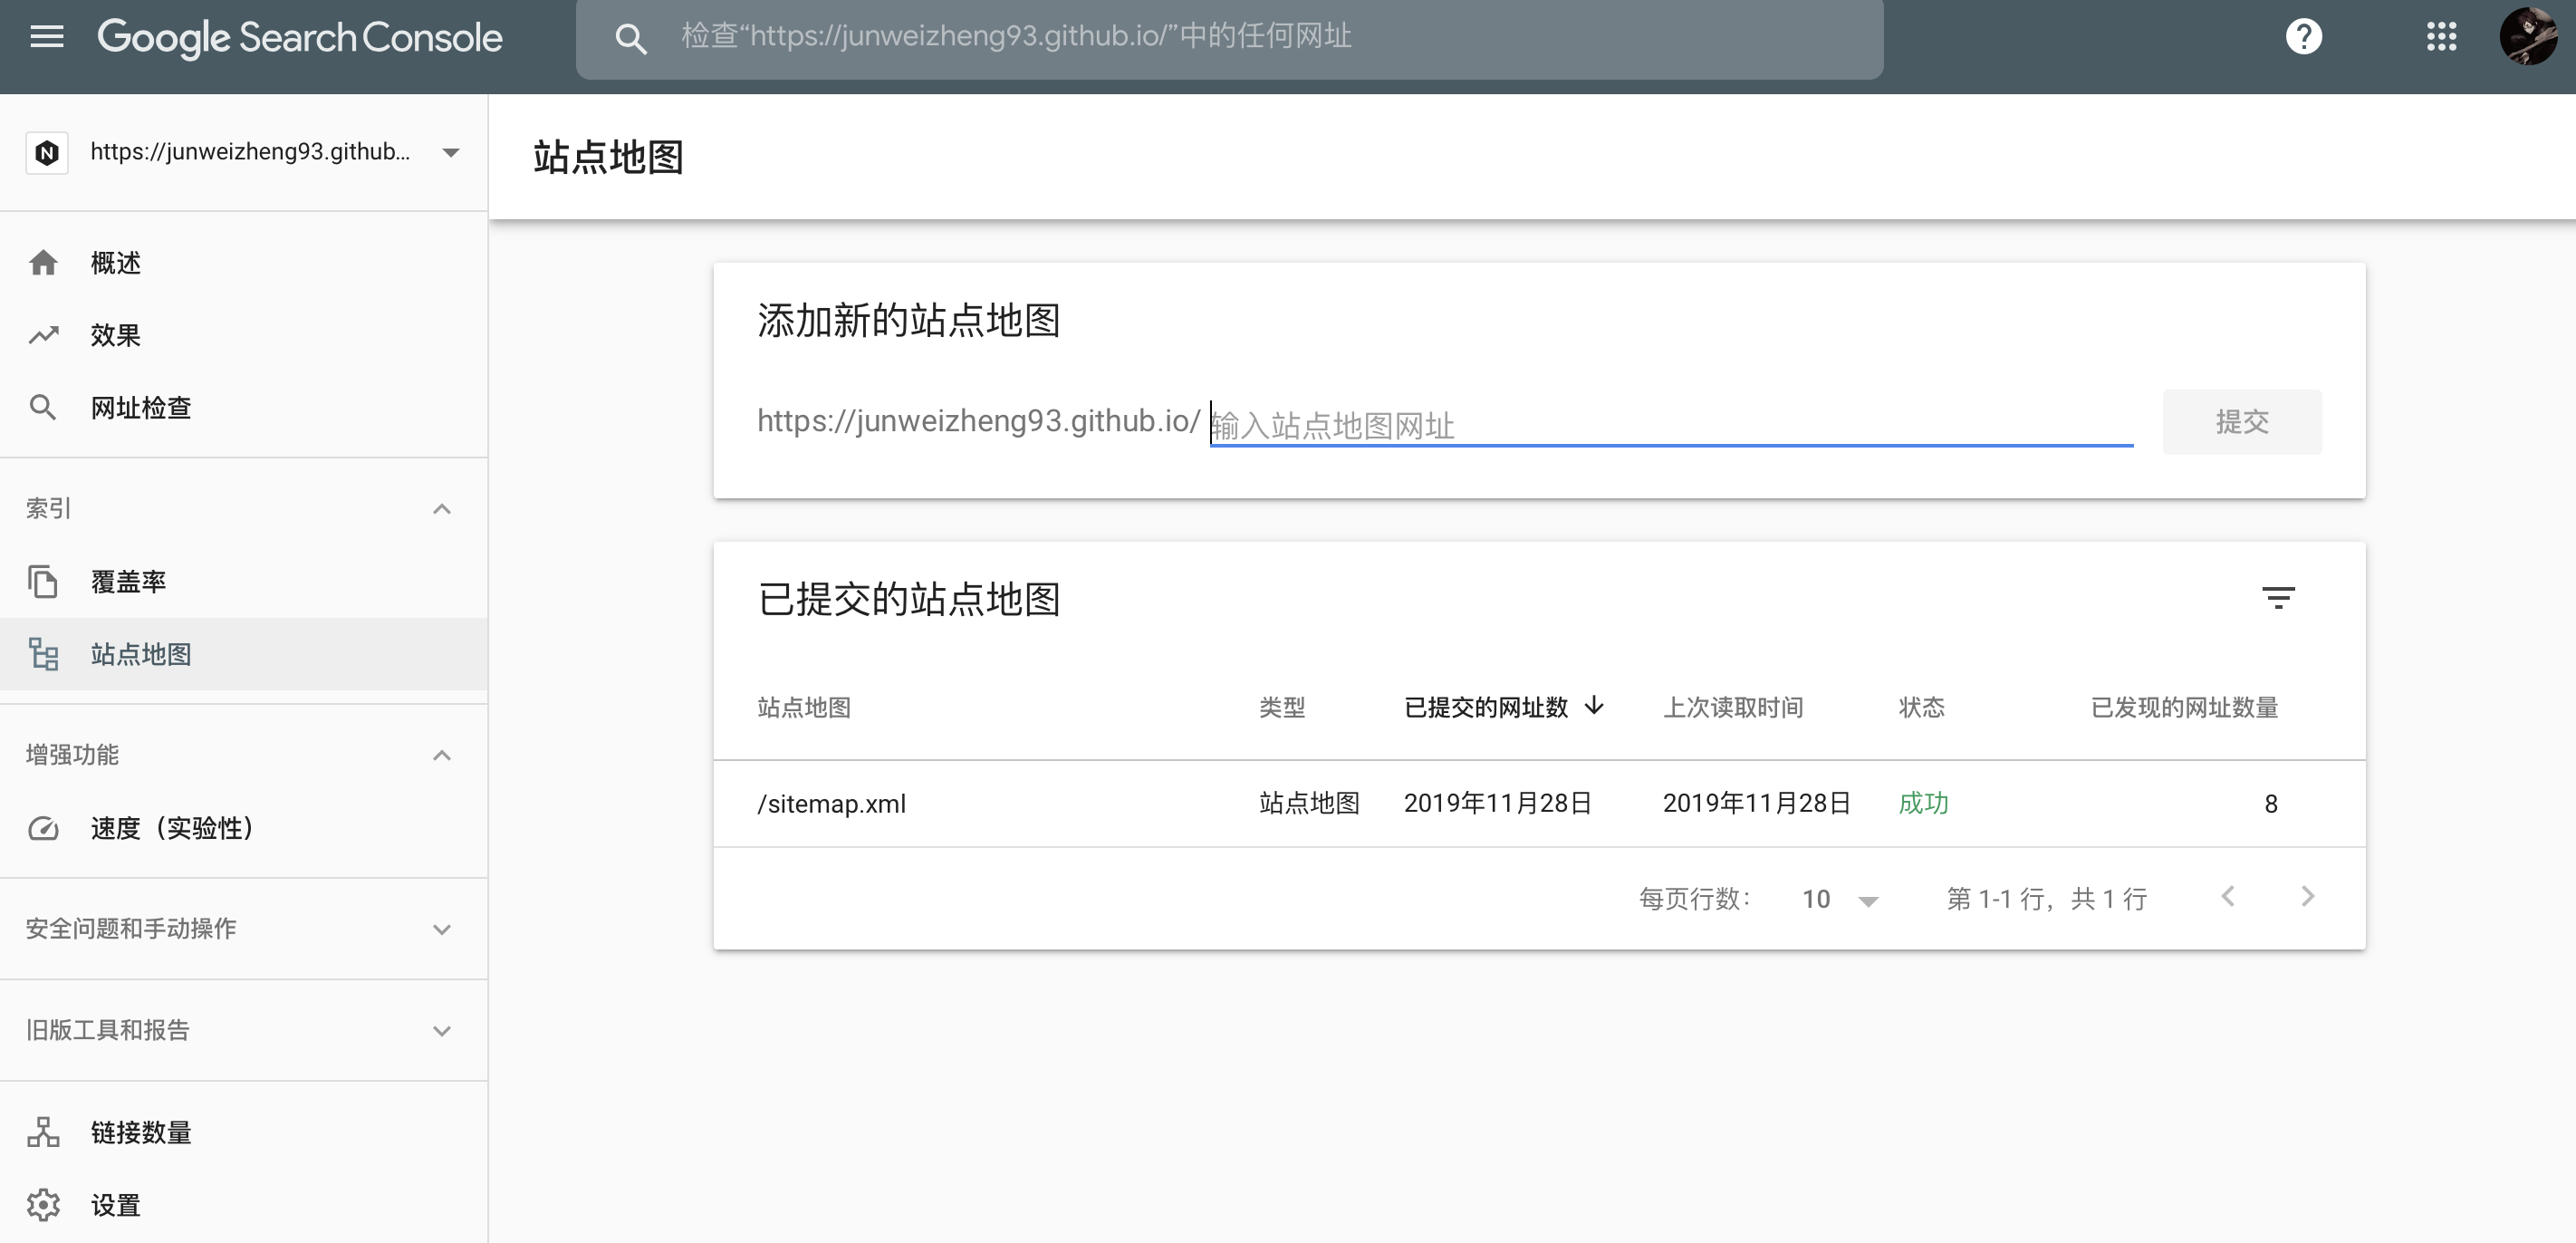 Google Search Console
检查“https://junweizheng93.github.io/”中的任何网址
N
https://junweizheng93.github...
概述
效果
网址检查
索引
覆盖率
站点地图
增强功能
速度（实验性）
安全问题和手动操作
旧版工具和报告
链接数量
设置
站点地图
添加新的站点地图
https://junweizheng93.github.io/ 输入站点地图网址 提交
已提交的站点地图
站点地图 类型 已提交的网址数 上次读取时间 状态 已发现的网址数量
/sitemap.xml 站点地图 2019年11月28日 2019年11月28日 成功 8
每页行数： 10 第 1-1 行，共 1 行